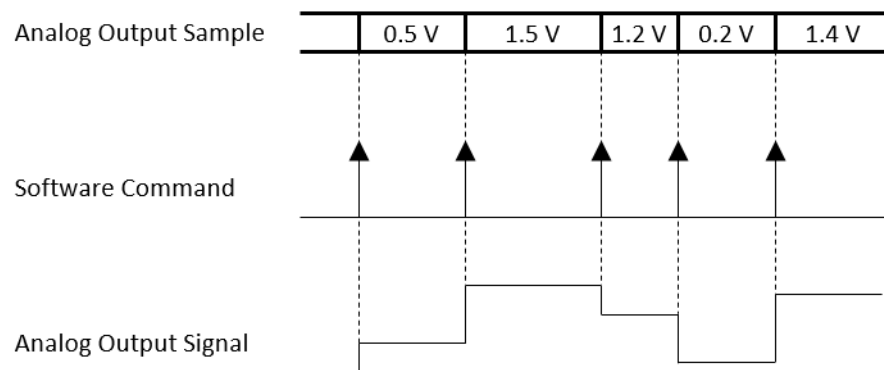 Analog Output Sample 0.5 V 1.5 V 1.2 V 0.2 V 1.4 V
Software Command
Analog Output Signal